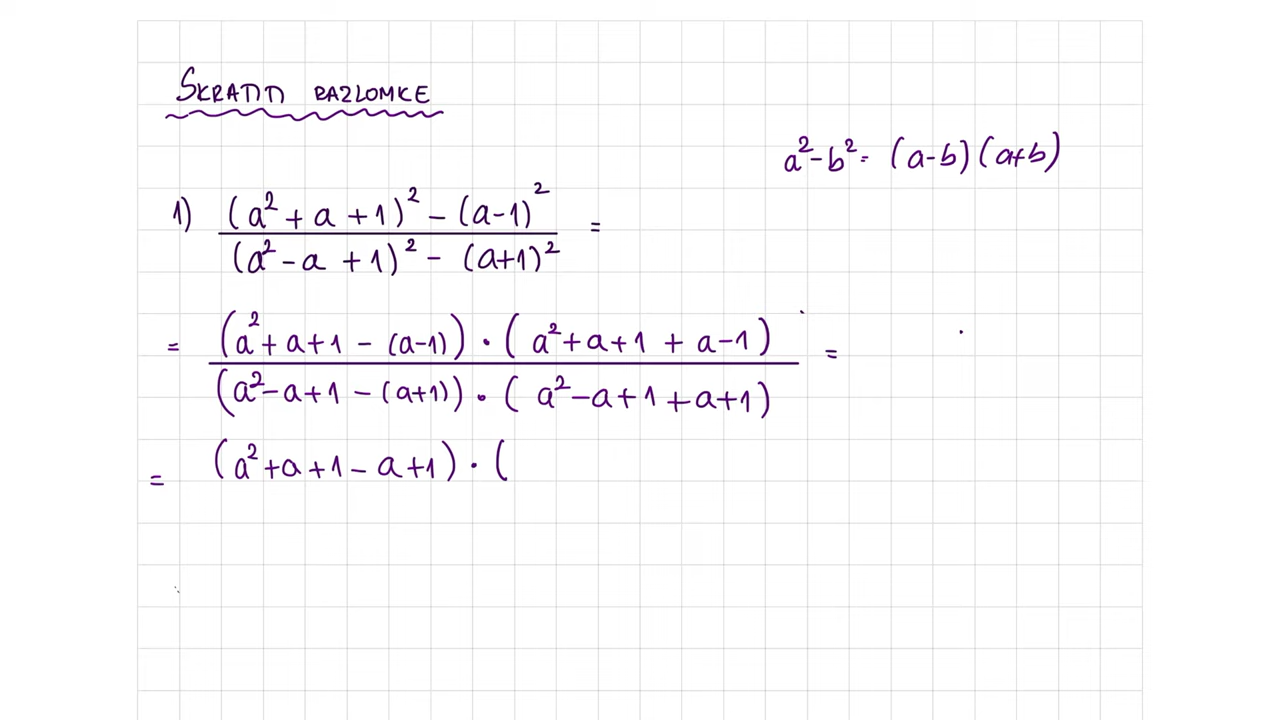 SKRATITI RAZLOMKE
a²-b²= (a-b)(a+b)
1) (a²+a+1)²-(a-1)² =
(a²-a+1)²-(a+1)²
= (a²+a+1-(a-1))·(a²+a+1+a-1) =
(a²-a+1-(a+1))·(a²-a+1+a+1)
= (a²+a+1-a+1)·(